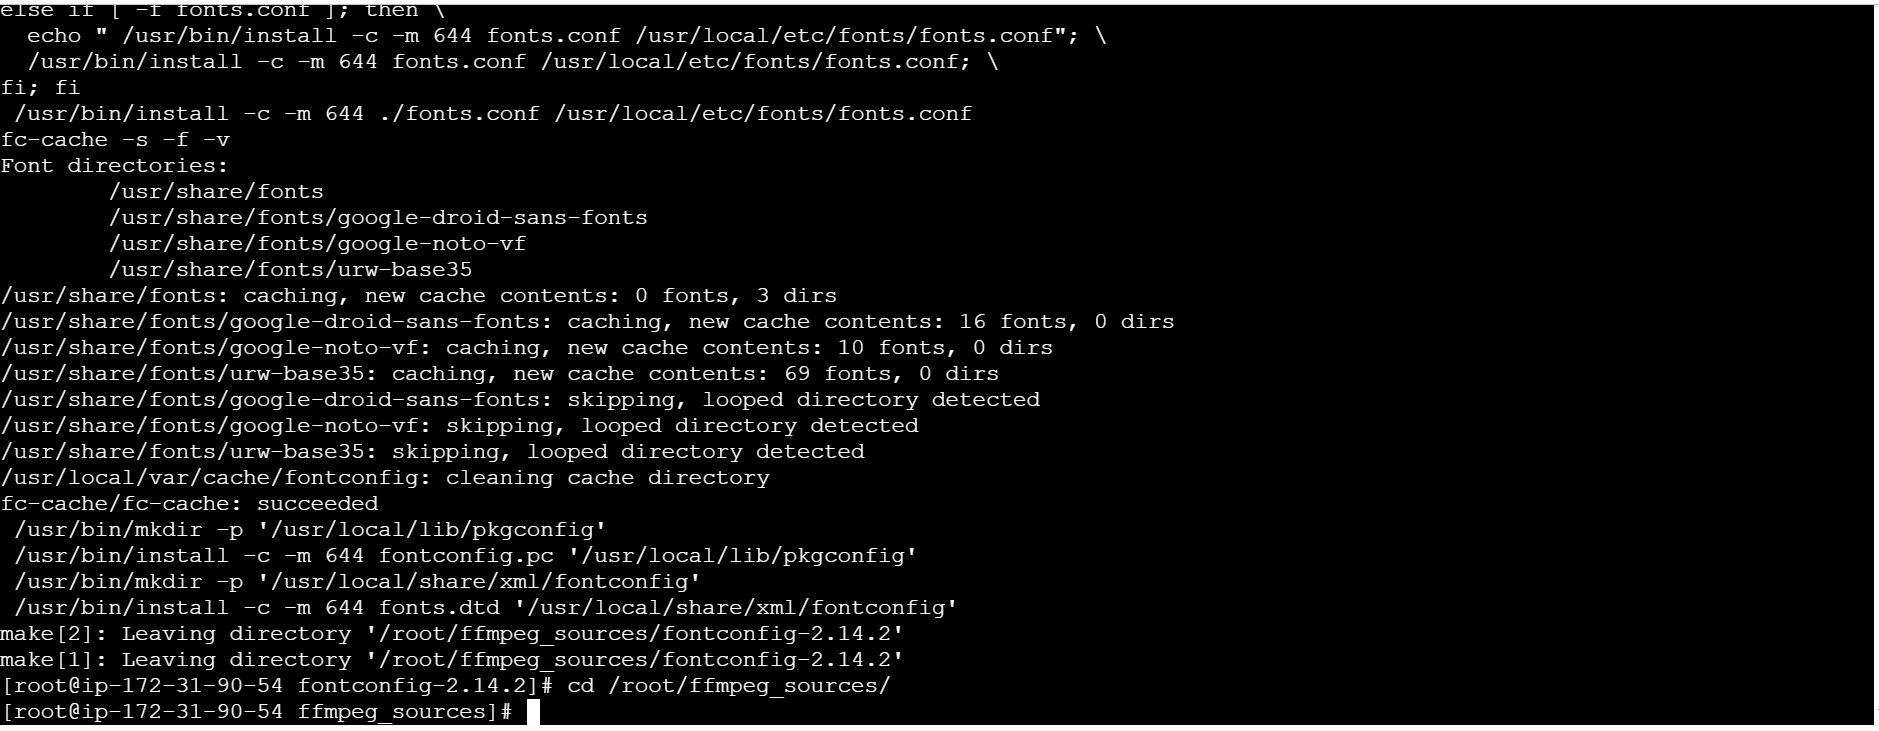 else if [ -f fonts.conf ]; then \
  echo " /usr/bin/install -c -m 644 fonts.conf /usr/local/etc/fonts/fonts.conf"; \
  /usr/bin/install -c -m 644 fonts.conf /usr/local/etc/fonts/fonts.conf; \
fi; fi
 /usr/bin/install -c -m 644 ./fonts.conf /usr/local/etc/fonts/fonts.conf
fc-cache -s -f -v
Font directories:
        /usr/share/fonts
        /usr/share/fonts/google-droid-sans-fonts
        /usr/share/fonts/google-noto-vf
        /usr/share/fonts/urw-base35
/usr/share/fonts: caching, new cache contents: 0 fonts, 3 dirs
/usr/share/fonts/google-droid-sans-fonts: caching, new cache contents: 16 fonts, 0 dirs
/usr/share/fonts/google-noto-vf: caching, new cache contents: 10 fonts, 0 dirs
/usr/share/fonts/urw-base35: caching, new cache contents: 69 fonts, 0 dirs
/usr/share/fonts/google-droid-sans-fonts: skipping, looped directory detected
/usr/share/fonts/google-noto-vf: skipping, looped directory detected
/usr/share/fonts/urw-base35: skipping, looped directory detected
/usr/local/var/cache/fontconfig: cleaning cache directory
fc-cache/fc-cache: succeeded
 /usr/bin/mkdir -p '/usr/local/lib/pkgconfig'
 /usr/bin/install -c -m 644 fontconfig.pc '/usr/local/lib/pkgconfig'
 /usr/bin/mkdir -p '/usr/local/share/xml/fontconfig'
 /usr/bin/install -c -m 644 fonts.dtd '/usr/local/share/xml/fontconfig'
make[2]: Leaving directory '/root/ffmpeg_sources/fontconfig-2.14.2'
make[1]: Leaving directory '/root/ffmpeg_sources/fontconfig-2.14.2'
[root@ip-172-31-90-54 fontconfig-2.14.2]# cd /root/ffmpeg_sources/
[root@ip-172-31-90-54 ffmpeg_sources]#